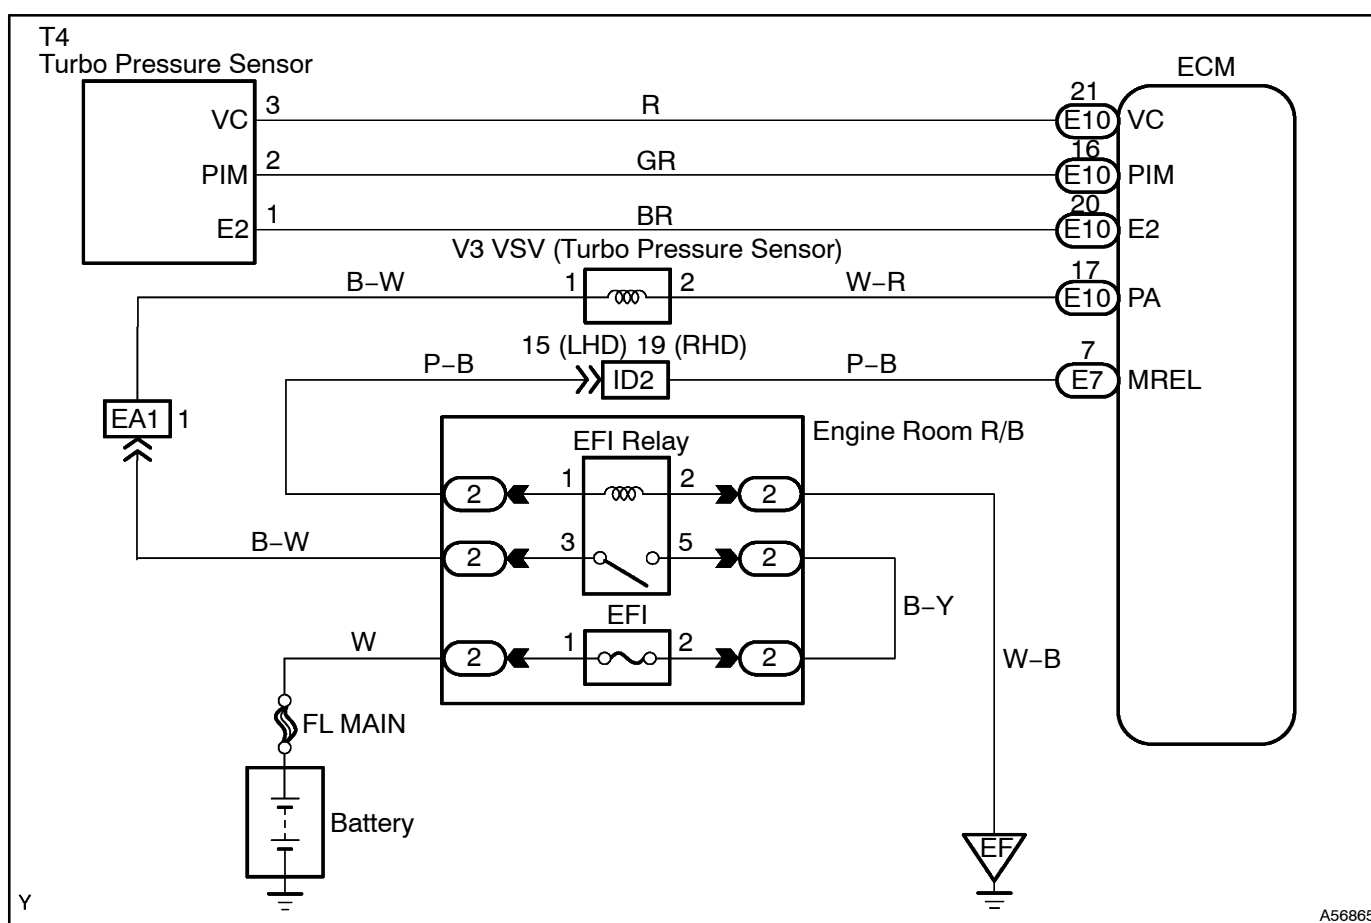 T4
Turbo Pressure Sensor
ECM
VC 3 R 21 E10 VC
PIM 2 GR 16 E10 PIM
E2 1 BR 20 E10 E2
V3 VSV (Turbo Pressure Sensor)
B−W 1 2 W−R 17 E10 PA
15 (LHD) 19 (RHD)
P−B ID2 P−B 7 E7 MREL
EA1 1
Engine Room R/B
EFI Relay
2 1 2 2
B−W 2 3 5 2
B−Y
EFI
W 2 1 2 2
W−B
FL MAIN
Battery
EF
Y
A56865